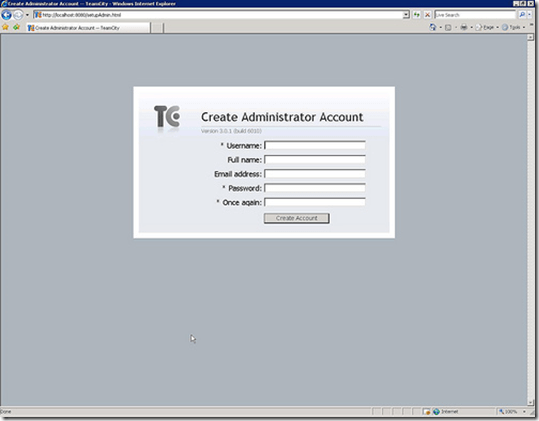 Create Administrator Account -- TeamCity - Windows Internet Explorer
http://localhost:8080/setupAdmin.html
Live Search
Create Administrator Account -- TeamCity
Page
Tools
TC
Create Administrator Account
Version 3.0.1 (build 6010)
* Username:
Full name:
Email address:
* Password:
* Once again:
Create Account
Done
Internet
100%